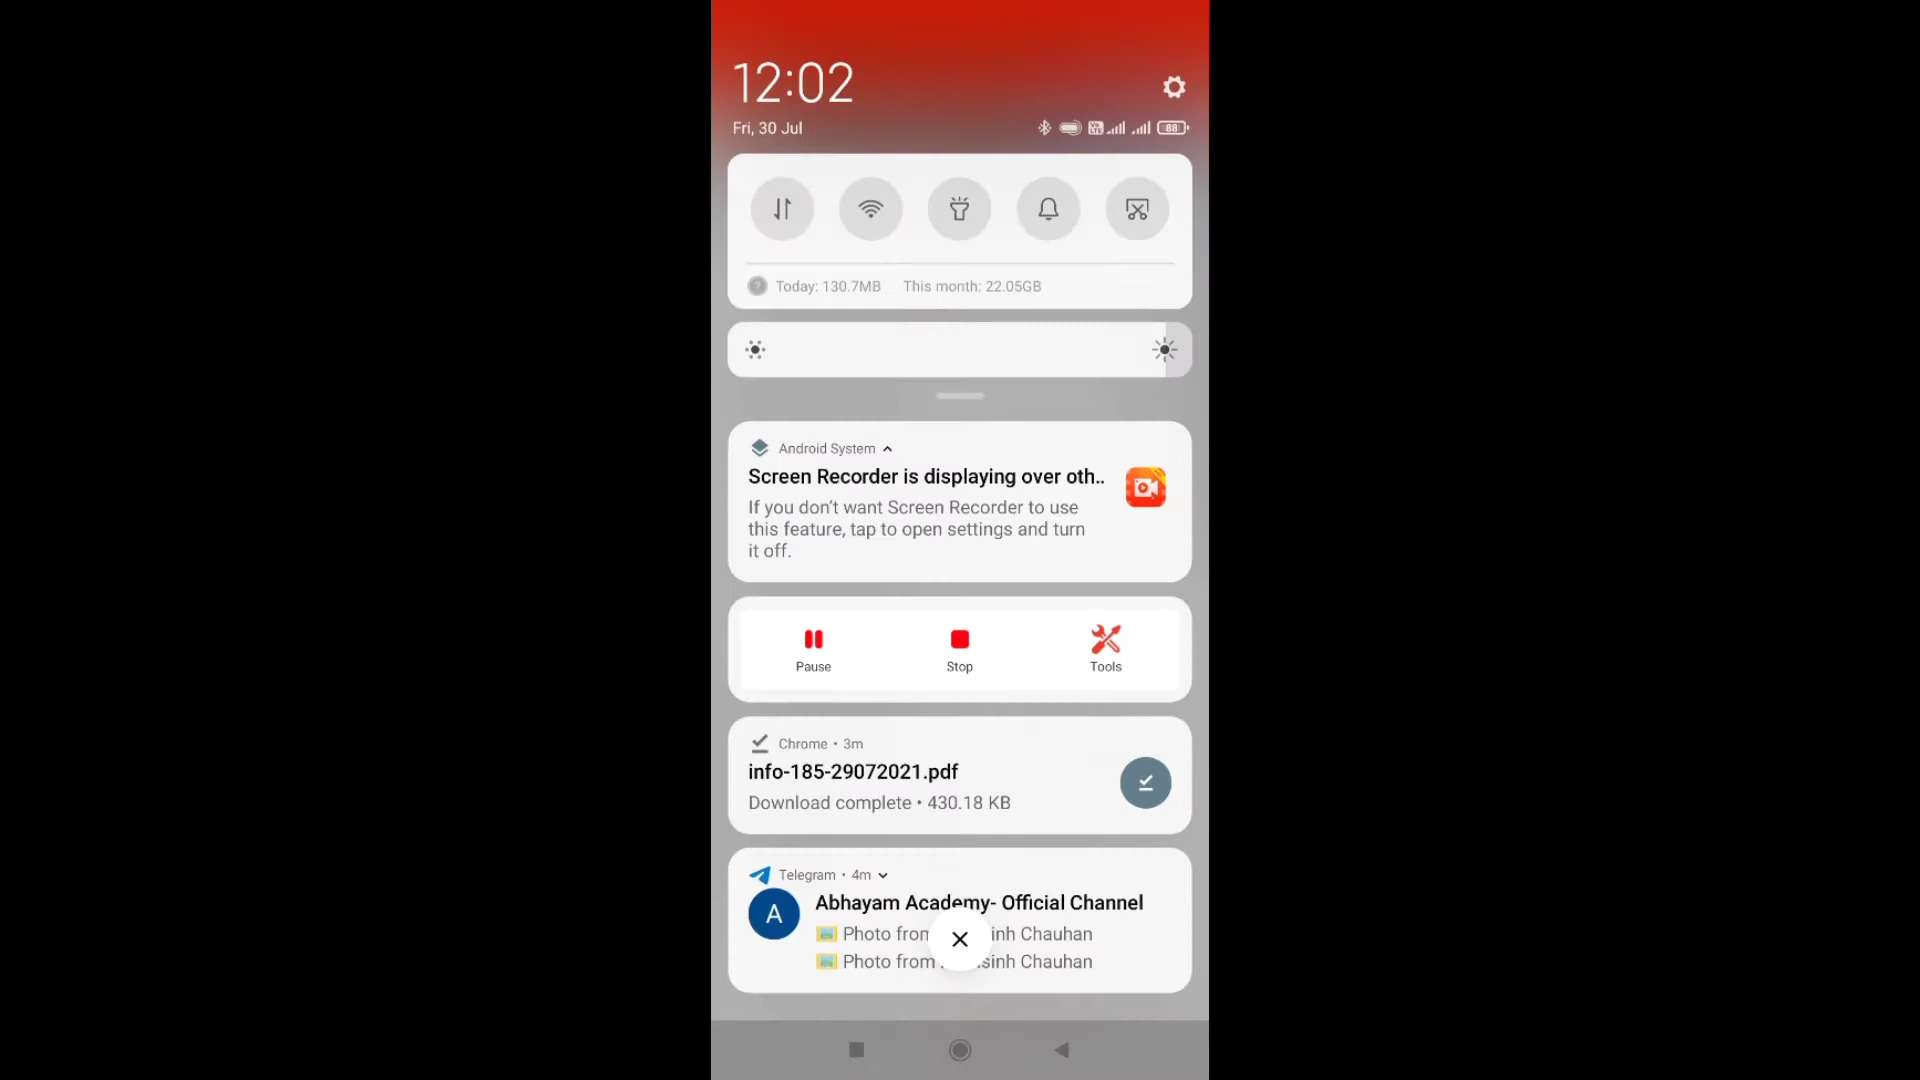 12:02
Fri, 30 Jul
88
Today: 130.7MB This month: 22.05GB
Android System
Screen Recorder is displaying over oth..
If you don't want Screen Recorder to use
this feature, tap to open settings and turn
it off.
Pause Stop Tools
Chrome • 3m
info-185-29072021.pdf
Download complete • 430.18 KB
Telegram • 4m
A
Abhayam Academy- Official Channel
Photo from Chauhan
Photo from Chauhan